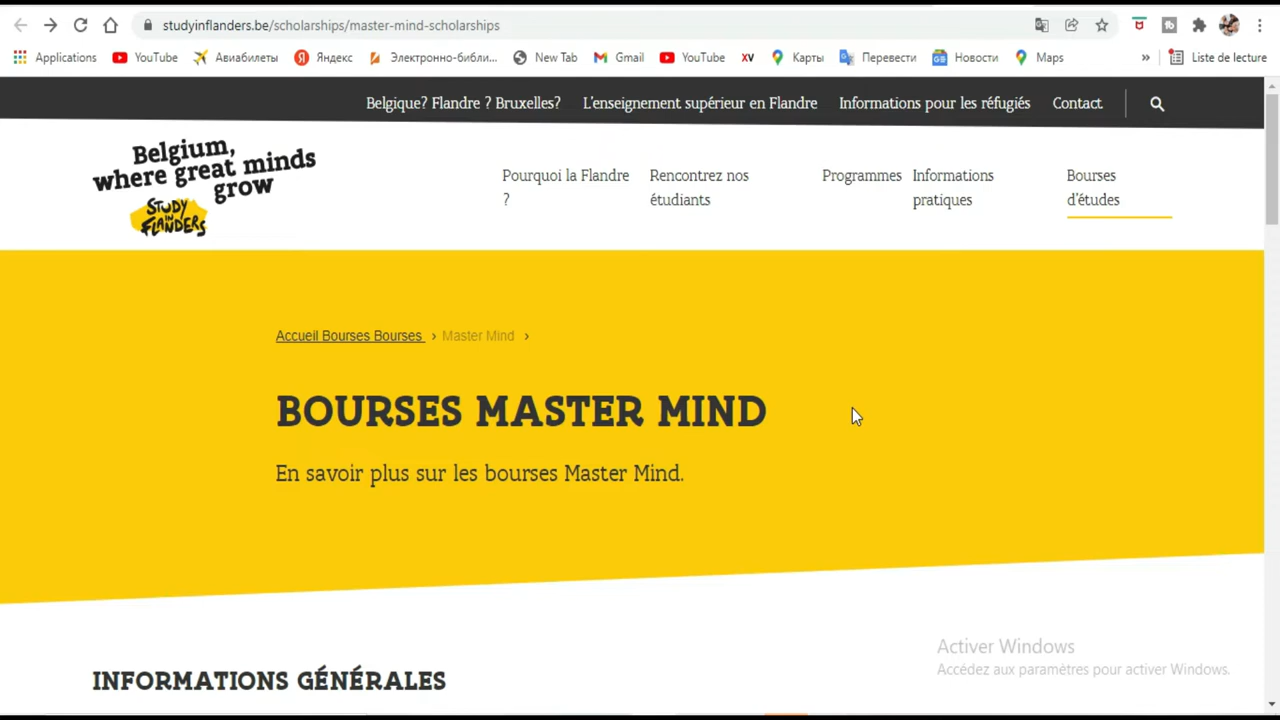 studyinflanders.be/scholarships/master-mind-scholarships
Applications YouTube Авиабилеты Яндекс Электронно-библи... New Tab Gmail YouTube XV Карты Перевести Новости Maps » Liste de lecture
Belgique? Flandre ? Bruxelles? L'enseignement supérieur en Flandre Informations pour les réfugiés Contact
Belgium,
where great minds
grow
STUDY
IN
FLANDERS
Pourquoi la Flandre
?
Rencontrez nos
étudiants
Programmes
Informations
pratiques
Bourses
d'études
Accueil Bourses Bourses › Master Mind ›
BOURSES MASTER MIND
En savoir plus sur les bourses Master Mind.
Activer Windows
Accédez aux paramètres pour activer Windows.
INFORMATIONS GÉNÉRALES